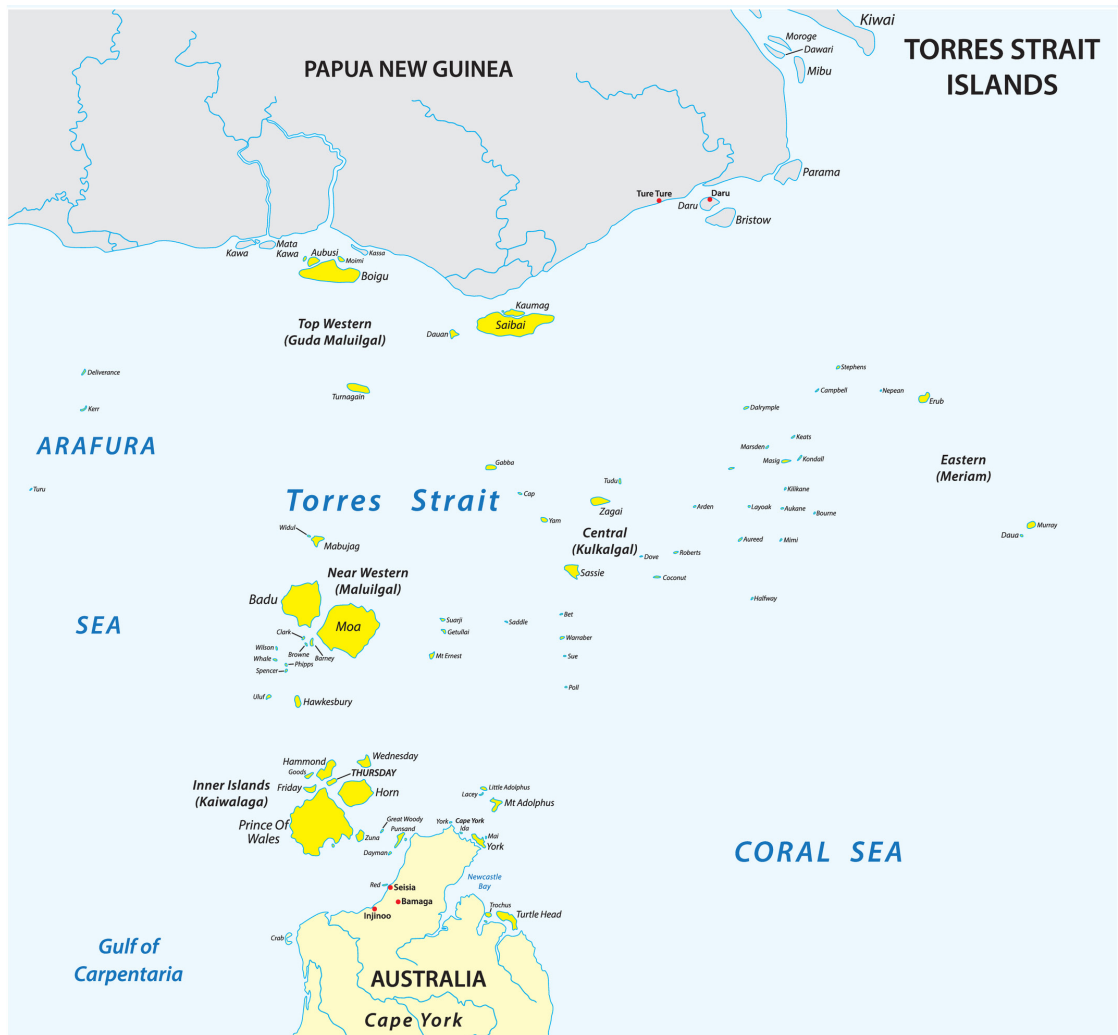 Kiwai
Moroge
Dawari
Mibu
TORRES STRAIT
ISLANDS
PAPUA NEW GUINEA
Parama
Ture Ture
Daru
Daru
Bristow
Kawa
Mata
Kawa
Aubusi
Moimi
Kassa
Boigu
Kaumag
Saibai
Dauan
Top Western
(Guda Maluilgal)
Deliverance
Kerr
Turnagain
Stephens
Campbell
Nepean
Erub
Dalrymple
Keats
Marsden
Masig
Kondall
ARAFURA
Eastern
(Meriam)
Gabba
Tudu
Turu
Torres Strait
Cap
Zagai
Kilikane
Arden
Layoak
Aukane
Bourne
Yam
Central
(Kulkalgal)
Murray
Daua
Widul
Mabujag
Aureed
Mimi
Dove
Roberts
Near Western
(Maluilgal)
Sassie
Coconut
Badu
Halfway
Moa
SEA
Suarji
Getullai
Saddle
Bet
Clark
Warraber
Wilson
Browne
Barney
Whale
Phipps
Spencer
Mt Ernest
Sue
Uluf
Hawkesbury
Poll
Wednesday
Hammond
Goods
THURSDAY
Inner Islands
(Kaiwalaga)
Friday
Horn
Little Adolphus
Lacey
Mt Adolphus
Prince Of
Wales
Great Woody
Punsand
Zuna
York
Cape York
Ida
Mai
York
Dayman
CORAL SEA
Newcastle
Bay
Red
Seisia
Bamaga
Injinoo
Trochus
Turtle Head
Crab
Gulf of
Carpentaria
AUSTRALIA
Cape York